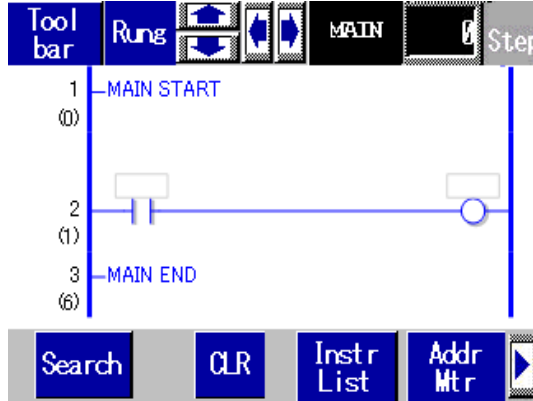 Tool
bar
Rung
MAIN
0
Step
1
MAIN START
(0)
2
(1)
3
MAIN END
(6)
Search
CLR
Instr
List
Addr
Mtr